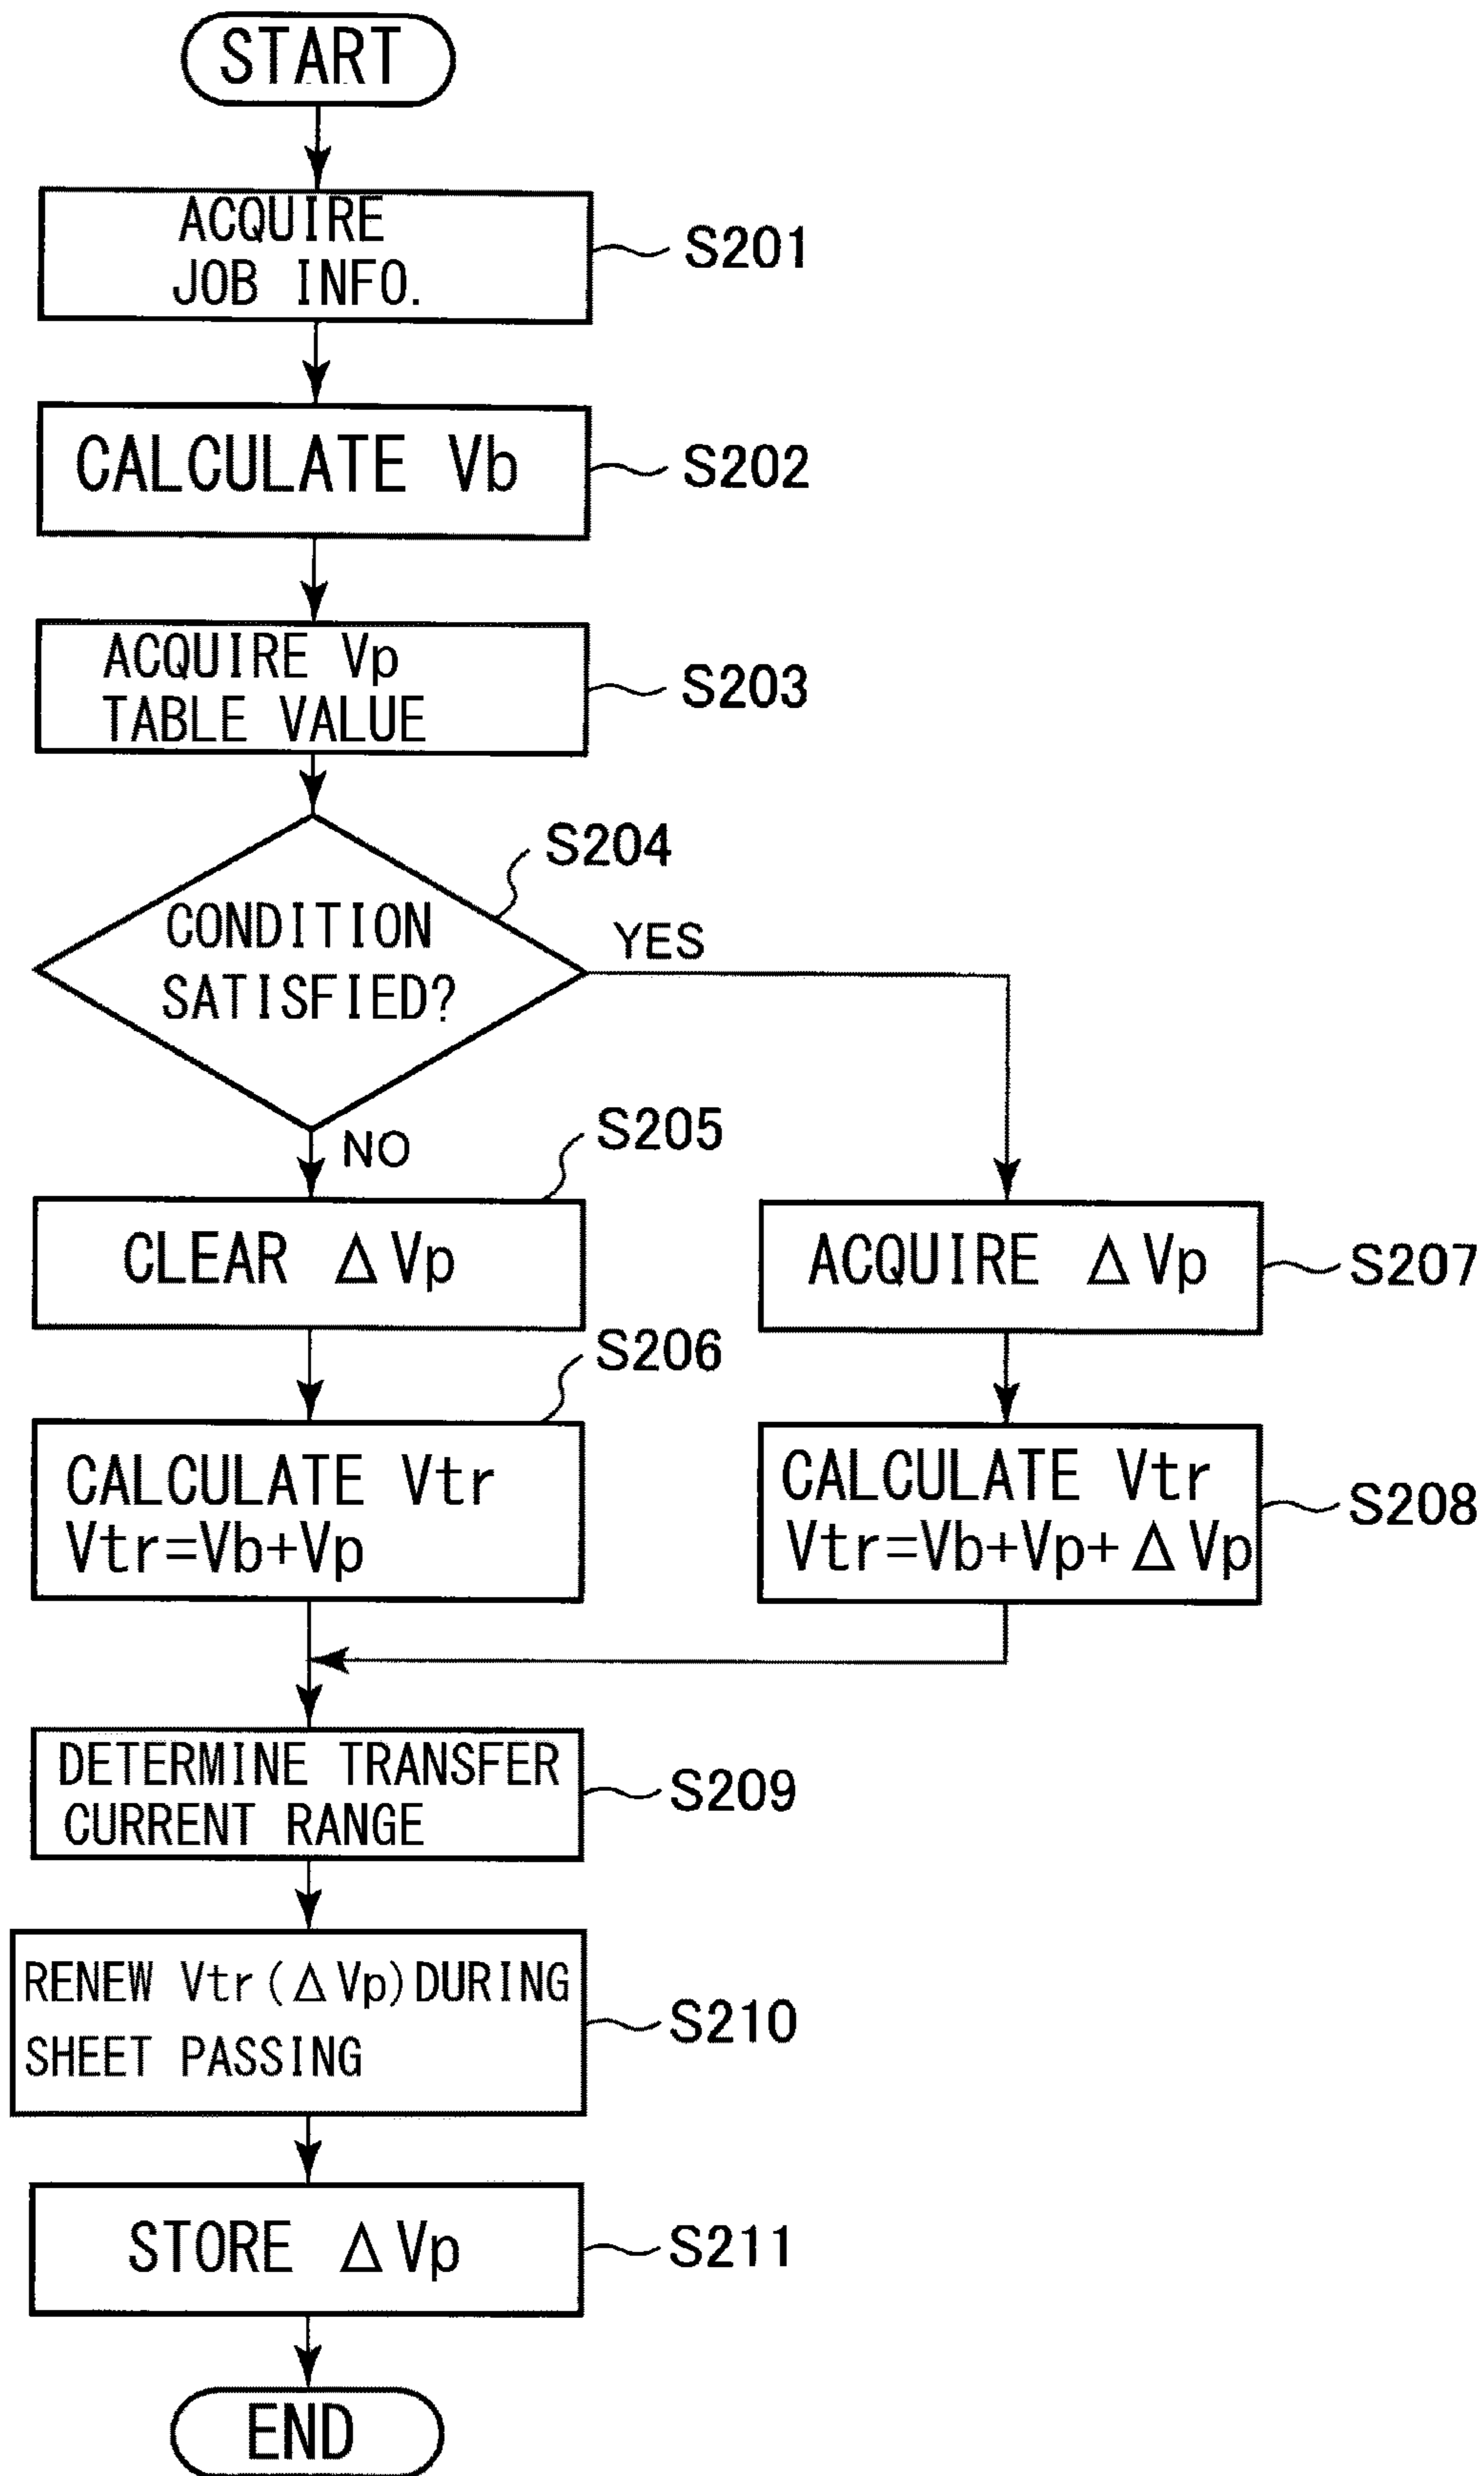 START
ACQUIRE
JOB INFO.
S201
CALCULATE Vb
S202
ACQUIRE Vp
TABLE VALUE
S203
S204
CONDITION
SATISFIED?
YES
NO
S205
CLEAR ΔVp
ACQUIRE ΔVp
S207
S206
CALCULATE Vtr
Vtr=Vb+Vp
CALCULATE Vtr
Vtr=Vb+Vp+ΔVp
S208
DETERMINE TRANSFER
CURRENT RANGE
S209
RENEW Vtr(ΔVp)DURING
SHEET PASSING
S210
STORE ΔVp
S211
END